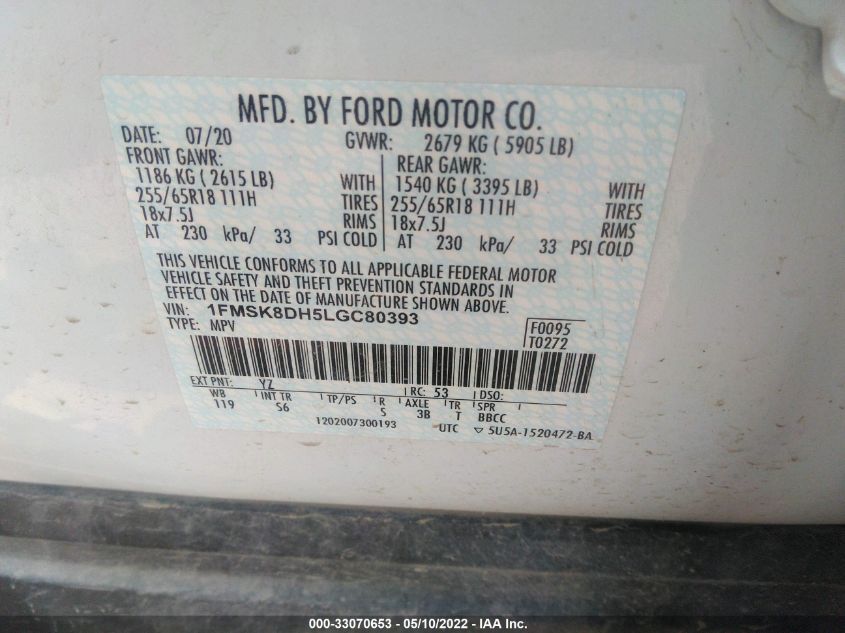 MFD. BY FORD MOTOR CO.
DATE: 07/20 GVWR: 2679 KG ( 5905 LB)
FRONT GAWR: REAR GAWR:
1186 KG ( 2615 LB) WITH 1540 KG ( 3395 LB) WITH
255/65R18 111H TIRES 255/65R18 111H TIRES
18x7.5J RIMS 18x7.5J RIMS
AT 230 kPa/ 33 PSI COLD AT 230 kPa/ 33 PSI COLD
THIS VEHICLE CONFORMS TO ALL APPLICABLE FEDERAL MOTOR
VEHICLE SAFETY AND THEFT PREVENTION STANDARDS IN
EFFECT ON THE DATE OF MANUFACTURE SHOWN ABOVE.
VIN: 1FMSK8DH5LGC80393
TYPE: MPV
F0095
T0272
EXT PNT: YZ RC: 53 DSO:
WB INT TR TP/PS R AXLE TR SPR
119 S6 5 3B T BBCC
1202007300193 UTC ▽ 5U5A-1520472-BA
000-33070653 - 05/10/2022 - IAA Inc.